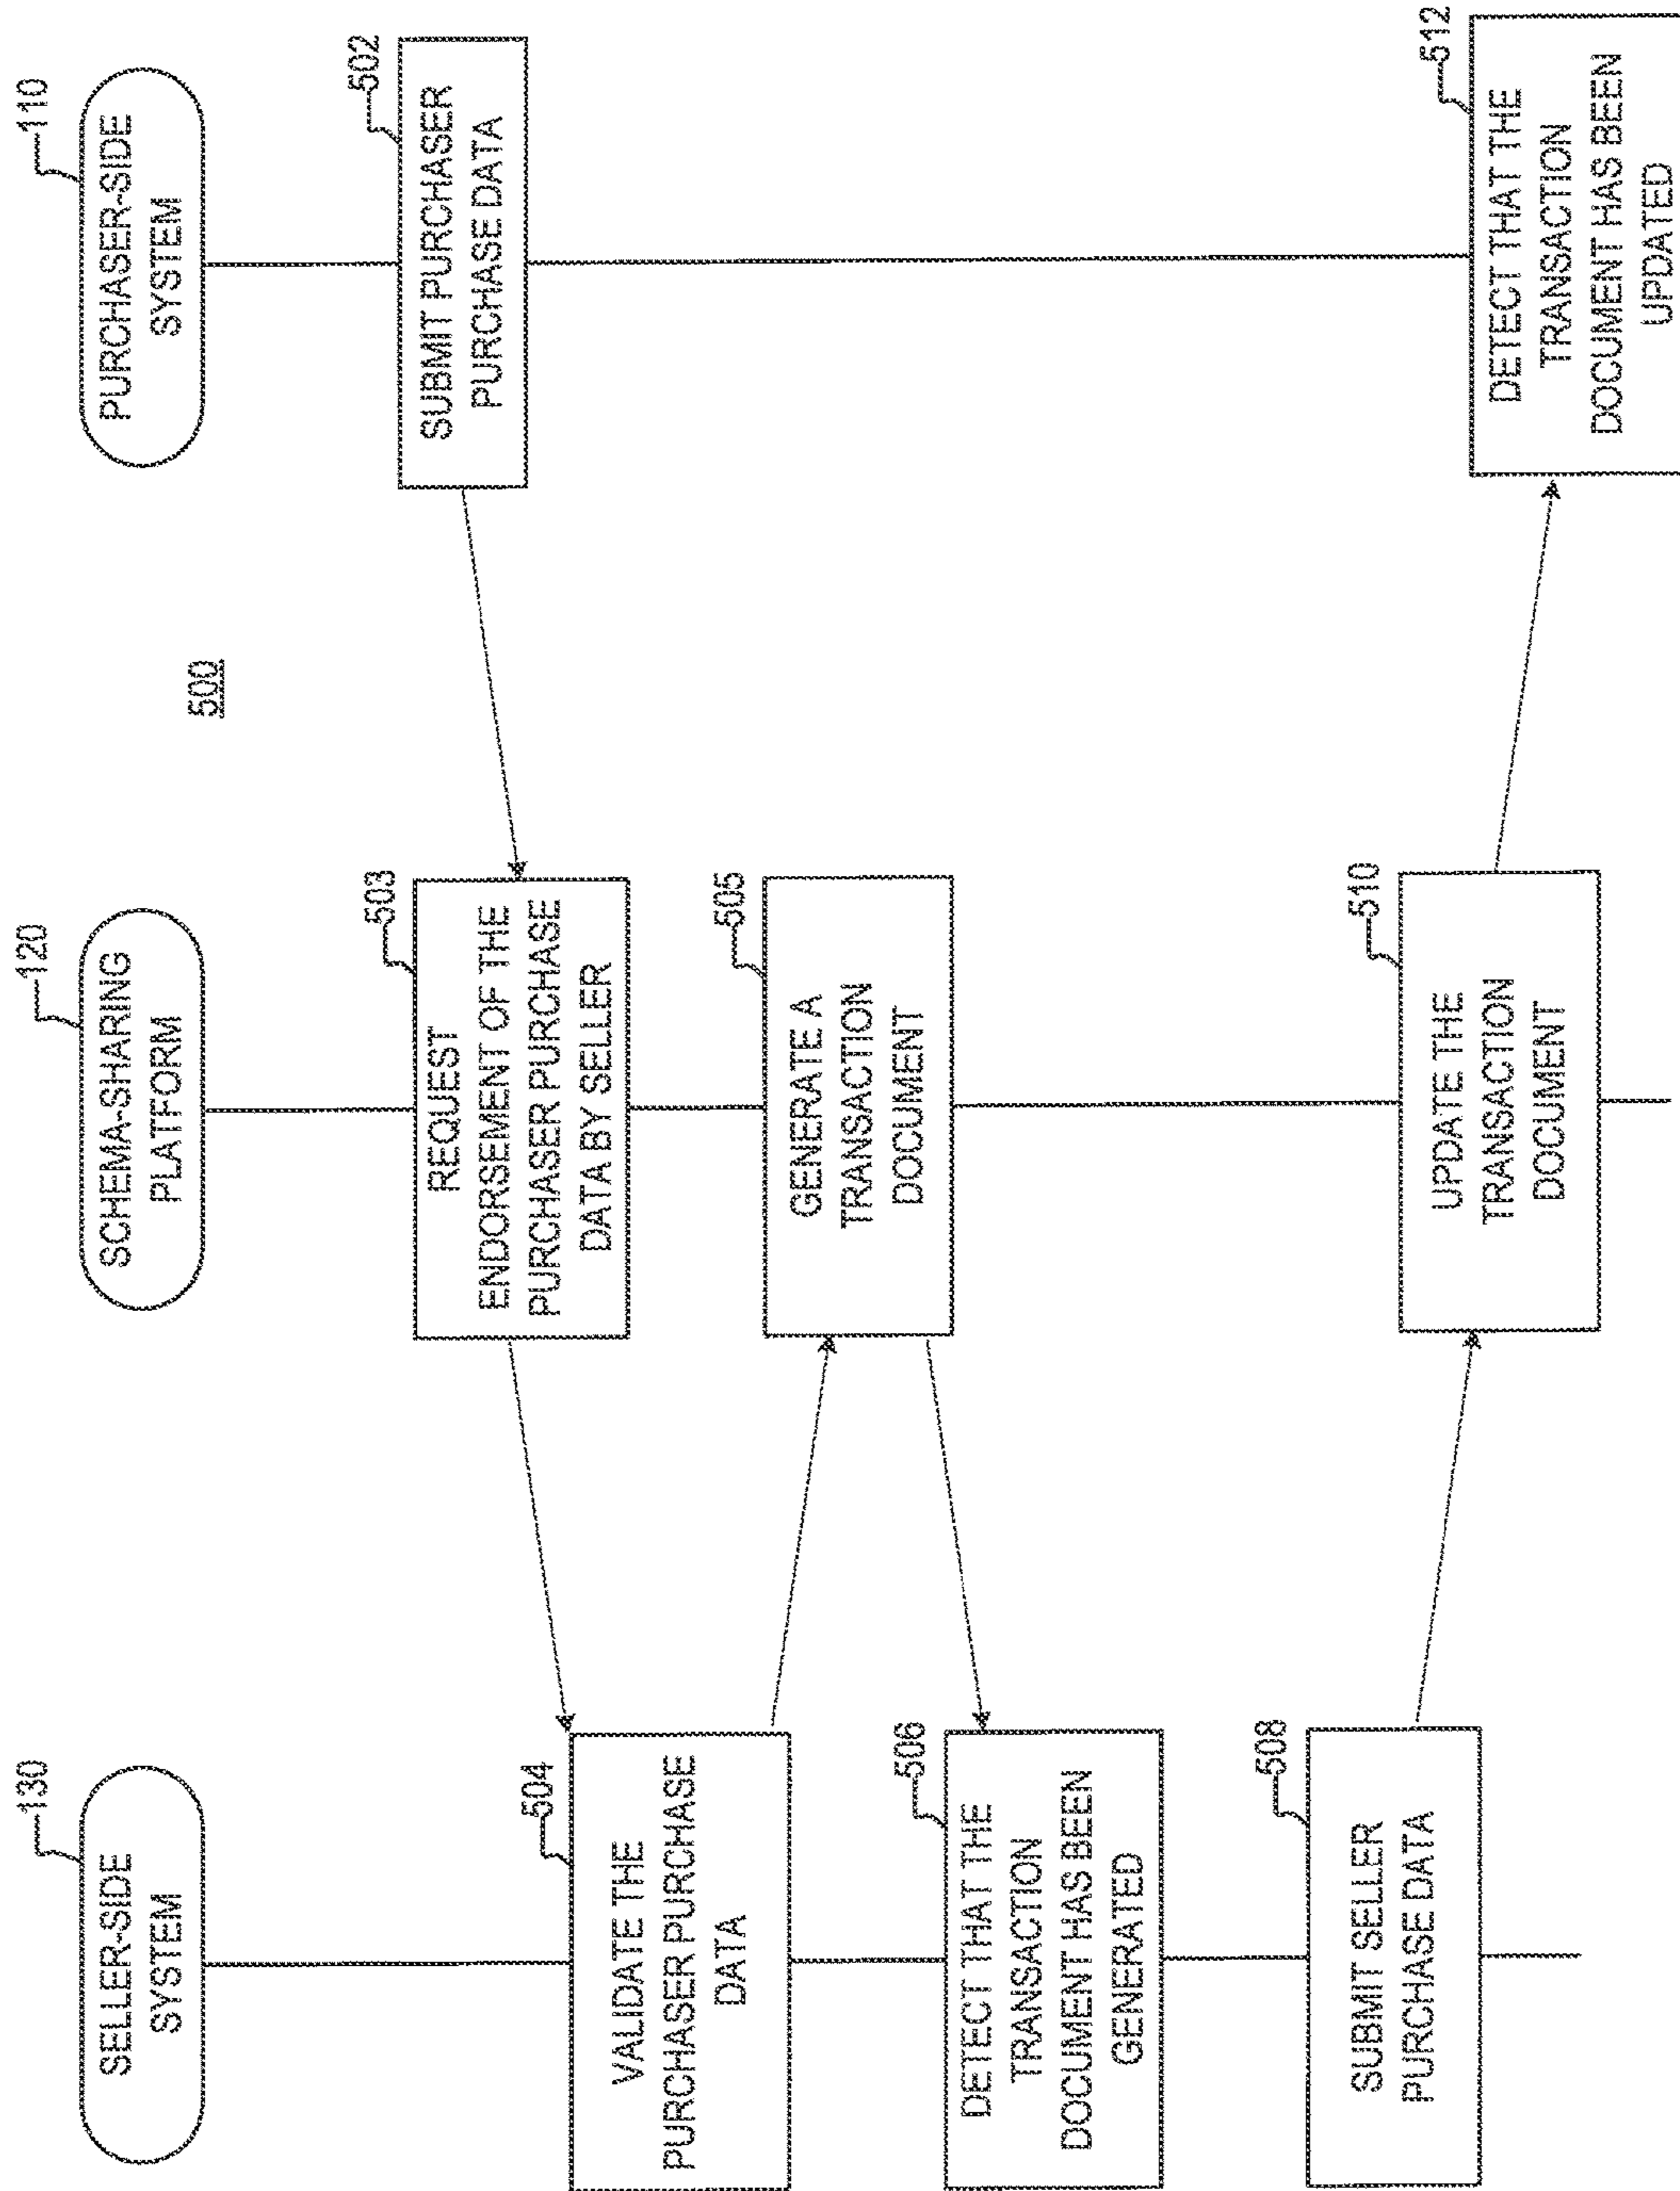 500
130
SELLER-SIDE
SYSTEM
120
SCHEMA-SHARING
PLATFORM
110
PURCHASER-SIDE
SYSTEM
502
SUBMIT PURCHASER
PURCHASE DATA
503
REQUEST
ENDORSEMENT OF THE
PURCHASER PURCHASE
DATA BY SELLER
504
VALIDATE THE
PURCHASER PURCHASE
DATA
505
GENERATE A
TRANSACTION
DOCUMENT
506
DETECT THAT THE
TRANSACTION
DOCUMENT HAS BEEN
GENERATED
508
SUBMIT SELLER
PURCHASE DATA
510
UPDATE THE
TRANSACTION
DOCUMENT
512
DETECT THAT THE
TRANSACTION
DOCUMENT HAS BEEN
UPDATED